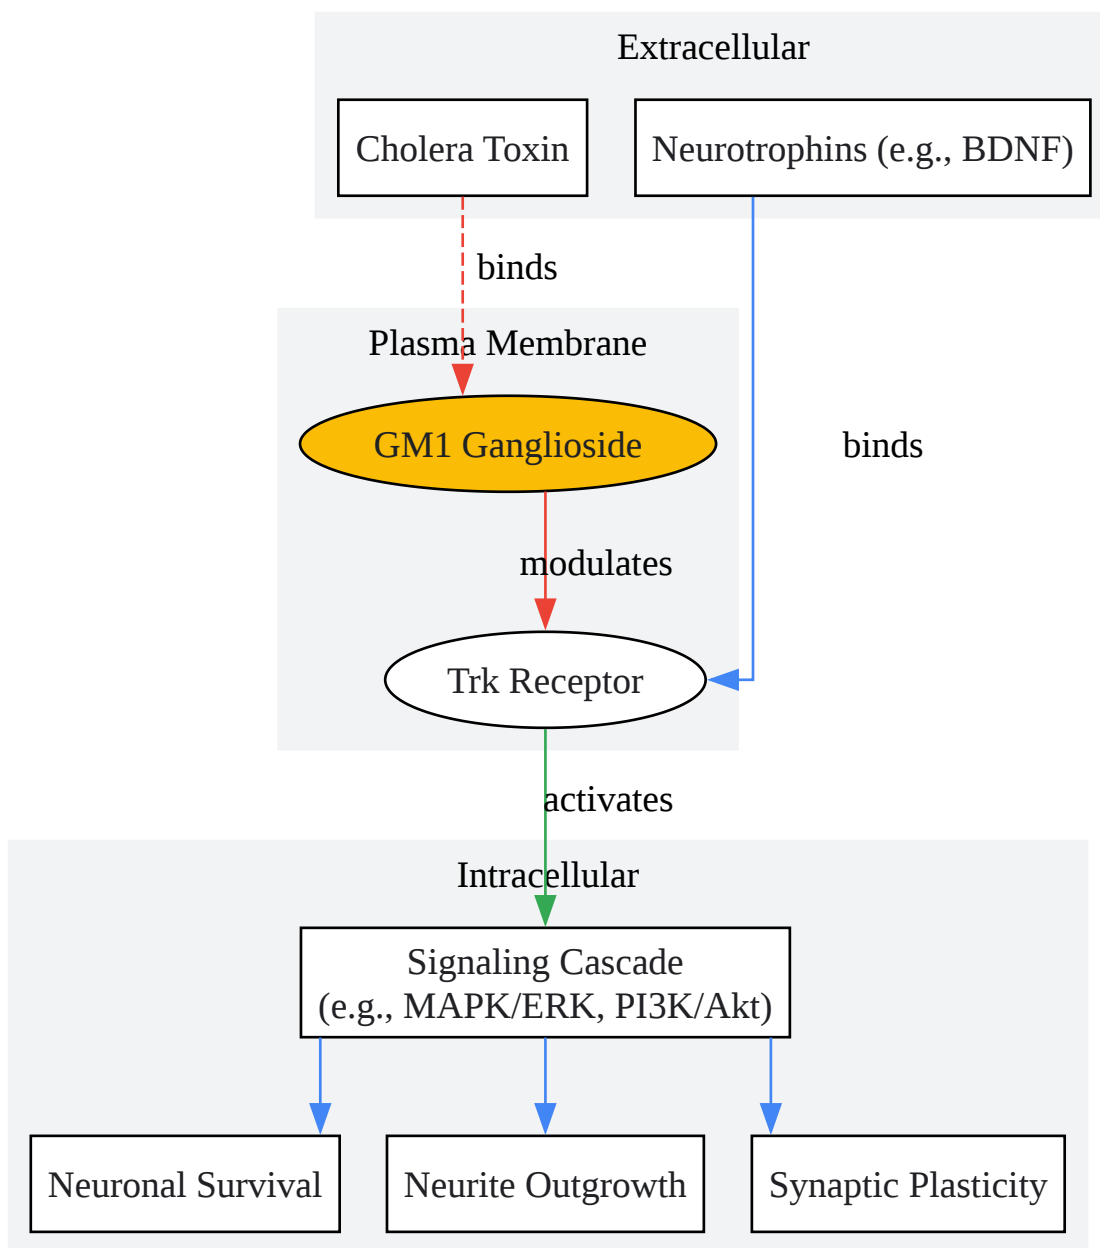 Extracellular
Cholera Toxin
Neurotrophins (e.g., BDNF)
binds
Plasma Membrane
GM1 Ganglioside
binds
modulates
Trk Receptor
activates
Intracellular
Signaling Cascade
(e.g., MAPK/ERK, PI3K/Akt)
Neuronal Survival
Neurite Outgrowth
Synaptic Plasticity